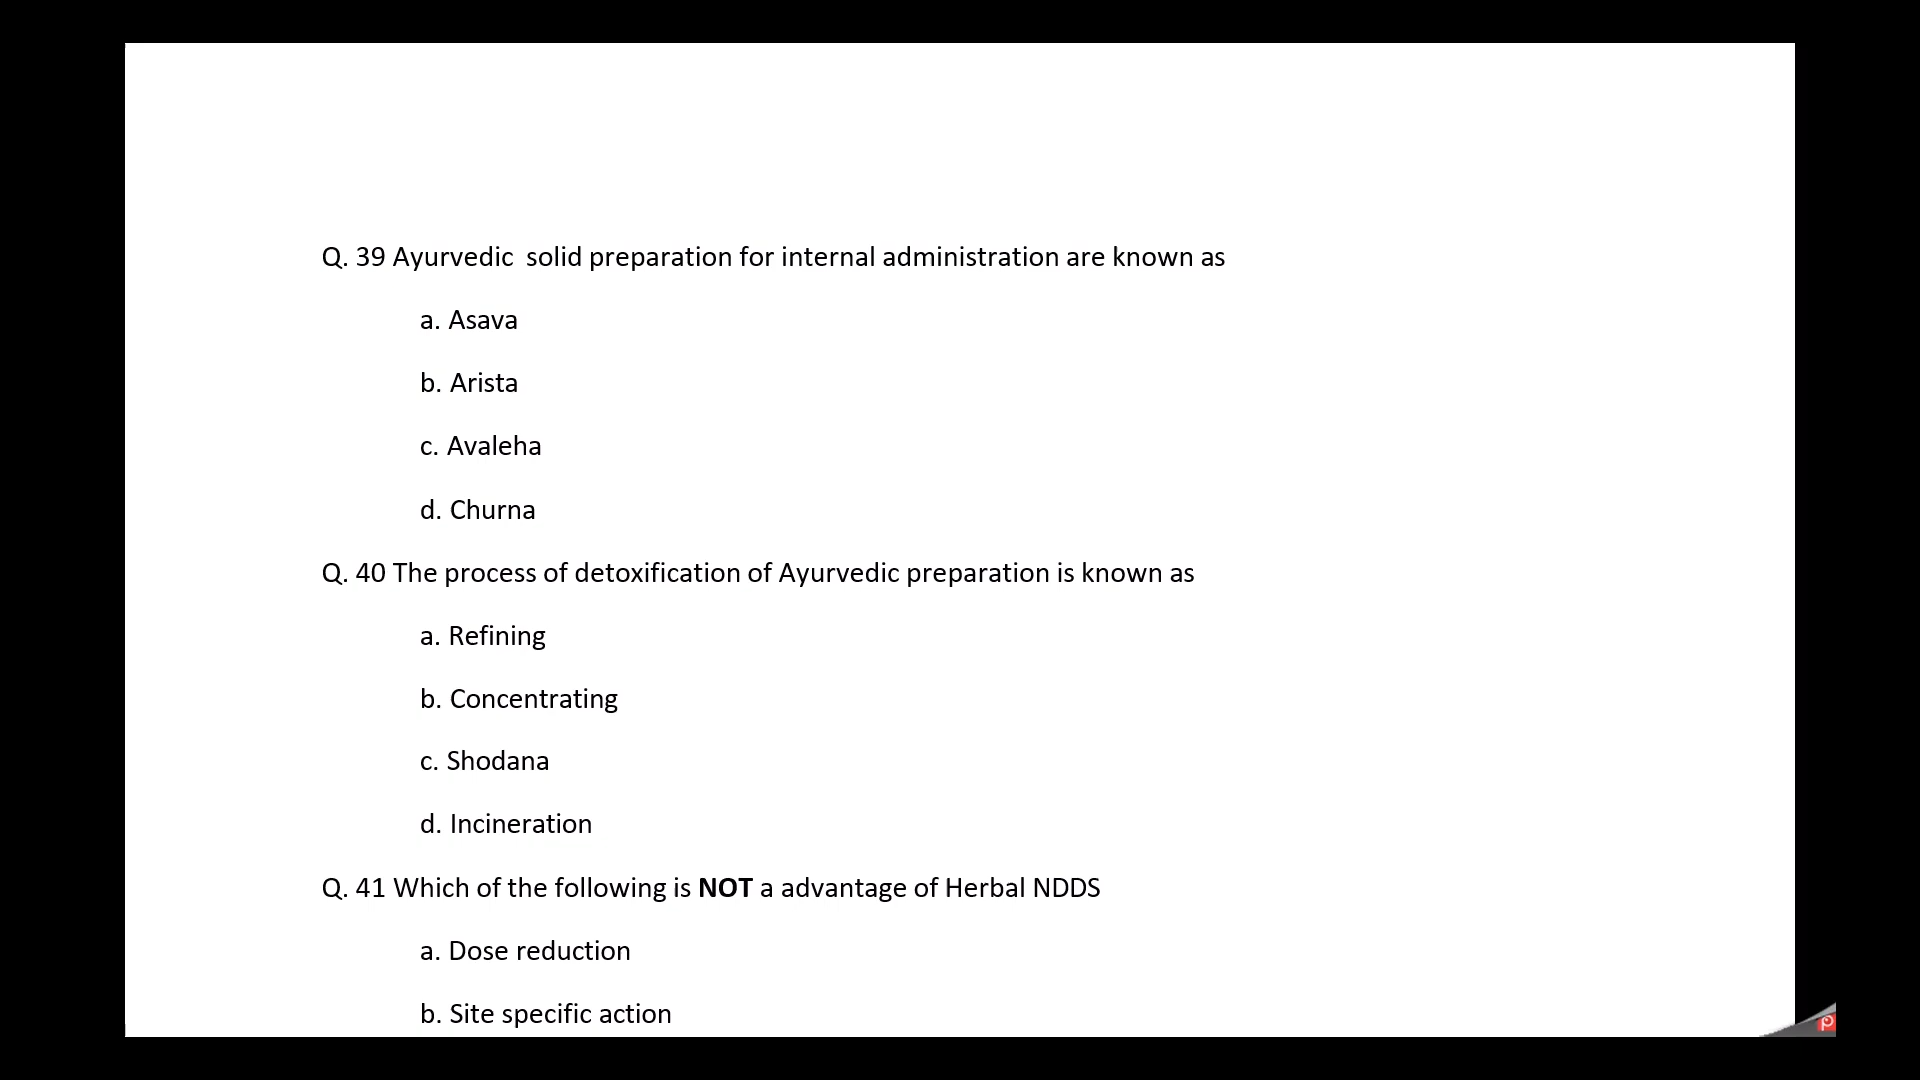 Q. 39 Ayurvedic  solid preparation for internal administration are known as
a. Asava
b. Arista
c. Avaleha
d. Churna
Q. 40 The process of detoxification of Ayurvedic preparation is known as
a. Refining
b. Concentrating
c. Shodana
d. Incineration
Q. 41 Which of the following is NOT a advantage of Herbal NDDS
a. Dose reduction
b. Site specific action